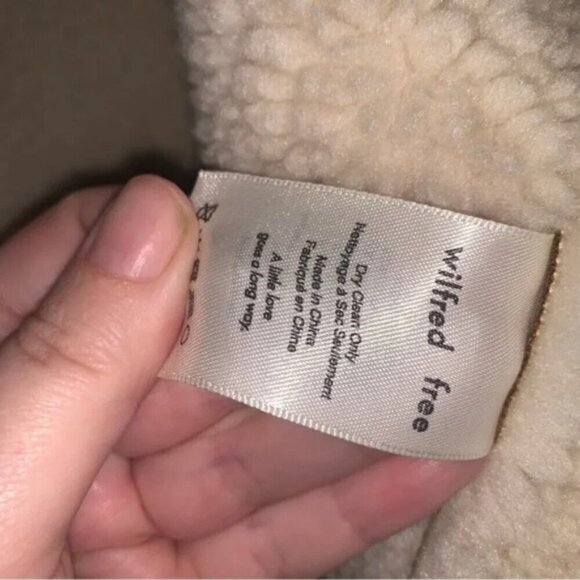 wilfred free
Dry Clean Only
Nettoyage à Sec Seulement
Made in China
Fabriqué en Chine
A little love
goes a long way.